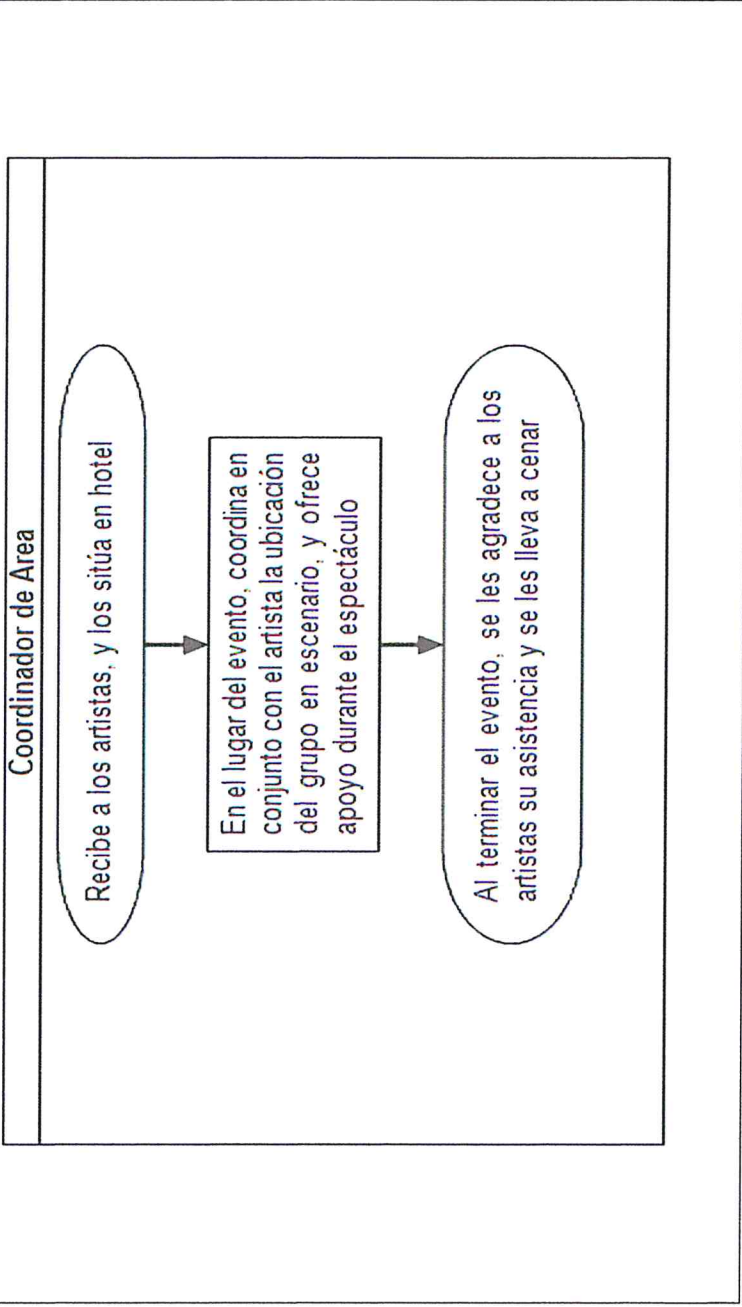 Coordinador de Area
Recibe a los artistas, y los sitúa en hotel
En el lugar del evento, coordina en
conjunto con el artista la ubicación
del grupo en escenario, y ofrece
apoyo durante el espectáculo
Al terminar el evento, se les agradece a los
artistas su asistencia y se les lleva a cenar